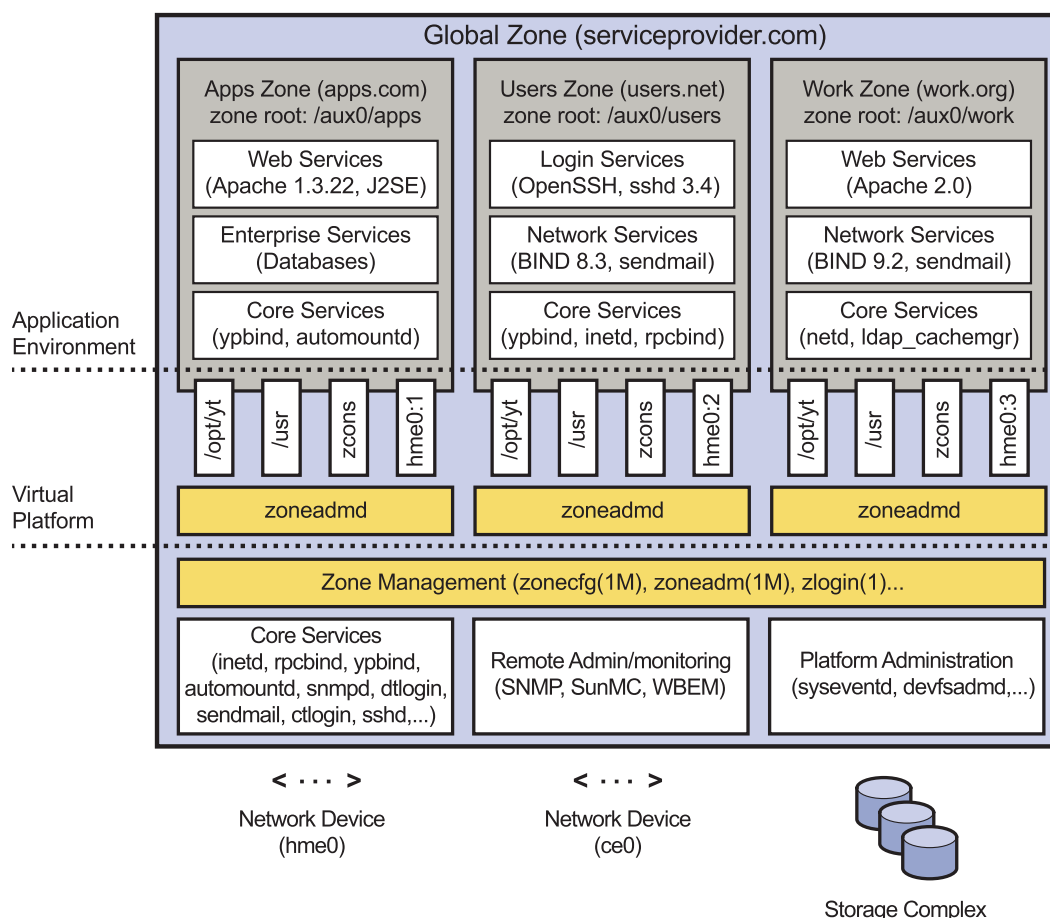 Global Zone (serviceprovider.com)
Apps Zone (apps.com)
zone root: /aux0/apps
Web Services
(Apache 1.3.22, J2SE)
Enterprise Services
(Databases)
Core Services
(ypbind, automountd)
Users Zone (users.net)
zone root: /aux0/users
Login Services
(OpenSSH, sshd 3.4)
Network Services
(BIND 8.3, sendmail)
Core Services
(ypbind, inetd, rpcbind)
Work Zone (work.org)
zone root: /aux0/work
Web Services
(Apache 2.0)
Network Services
(BIND 9.2, sendmail)
Core Services
(netd, ldap_cachemgr)
Application
Environment
/opt/yt
/usr
zcons
hme0:1
/opt/yt
/usr
zcons
hme0:2
/opt/yt
/usr
zcons
hme0:3
Virtual
Platform
zoneadmd
zoneadmd
zoneadmd
Zone Management (zonecfg(1M), zoneadm(1M), zlogin(1)...
Core Services
(inetd, rpcbind, ypbind,
automountd, snmpd, dtlogin,
sendmail, ctlogin, sshd,...)
Remote Admin/monitoring
(SNMP, SunMC, WBEM)
Platform Administration
(syseventd, devfsadmd,...)
< ... >
Network Device
(hme0)
< ... >
Network Device
(ce0)
Storage Complex